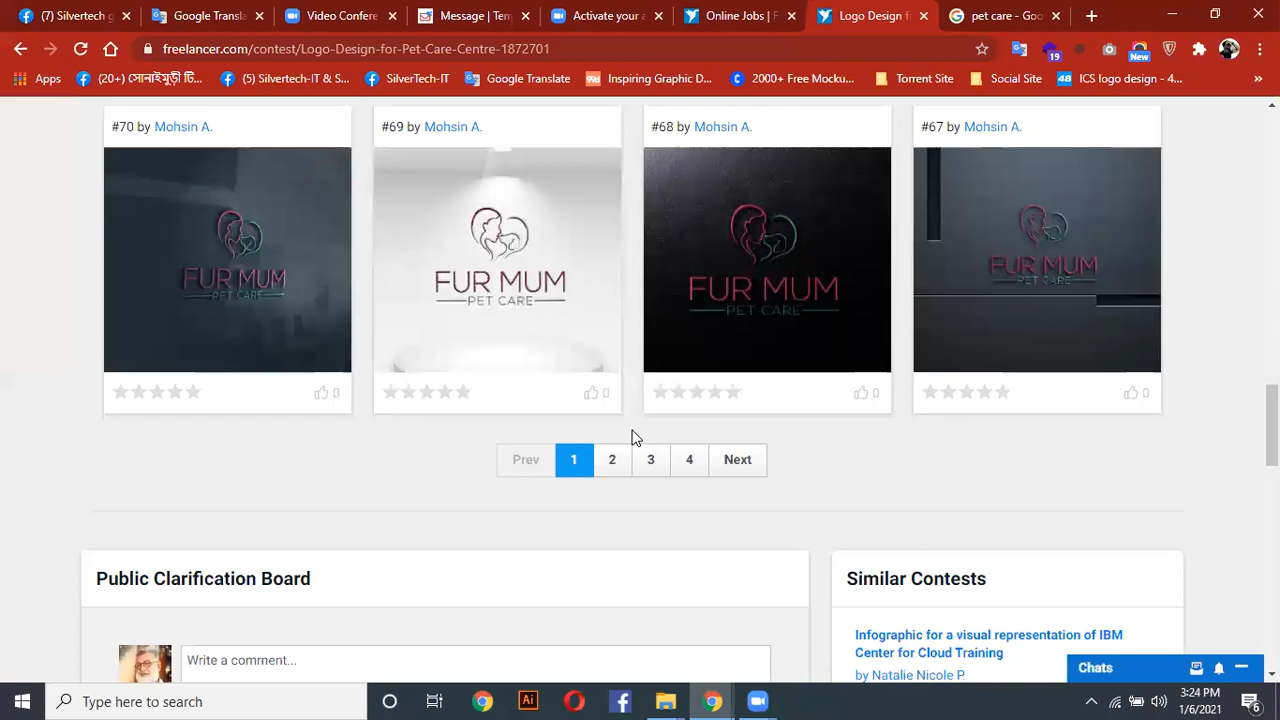 (7) Silvertech-IT
Google Transla
Video Confere
Message | Tem
Activate your a
Online Jobs | F
Logo Design f
pet care - Goo
freelancer.com/contest/Logo-Design-for-Pet-Care-Centre-1872701
19
New
Apps
(20+) সোনাইমুড়ী টি...
(5) Silvertech-IT & S...
SilverTech-IT
Google Translate
Inspiring Graphic D...
2000+ Free Mocku...
Torrent Site
Social Site
48 ICS logo design - 4...
»
#70 by Mohsin A.
#69 by Mohsin A.
#68 by Mohsin A.
#67 by Mohsin A.
FUR MUM
PET CARE
FUR MUM
PET CARE
FUR MUM
PET CARE
FUR MUM
PET CARE
0
0
0
0
Prev 1 2 3 4 Next
Public Clarification Board
Similar Contests
Write a comment...
Infographic for a visual representation of IBM
Center for Cloud Training
by Natalie Nicole P.
Chats
Type here to search
Ai
3:24 PM
1/6/2021
6